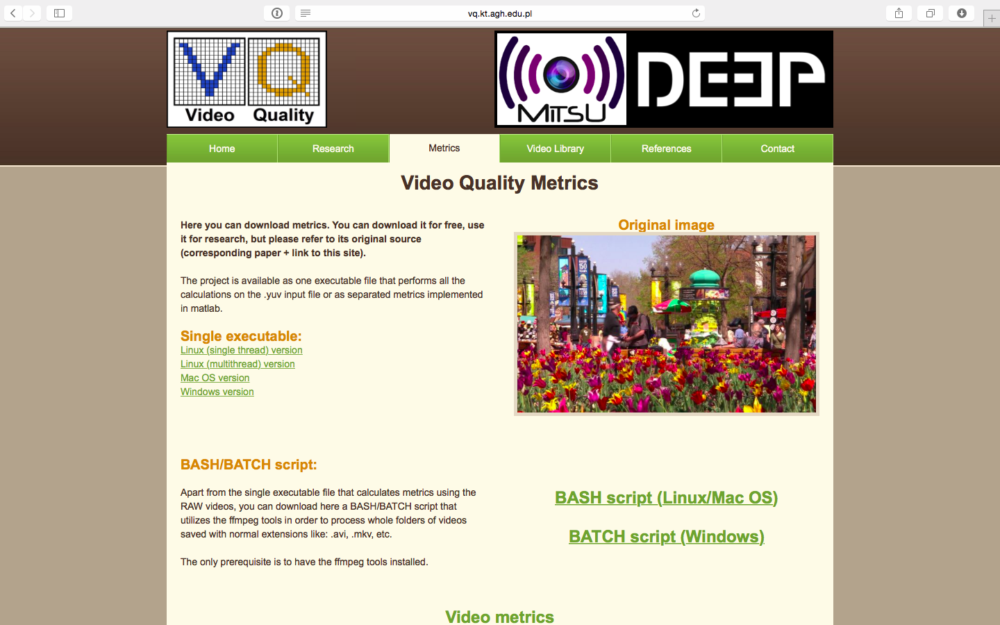 vq.kt.agh.edu.pl
Video Quality
MITSU
DEEP
Home
Research
Metrics
Video Library
References
Contact
Video Quality Metrics
Here you can download metrics. You can download it for free, use
it for research, but please refer to its original source
(corresponding paper + link to this site).
The project is available as one executable file that performs all the
calculations on the .yuv input file or as separated metrics implemented
in matlab.
Single executable:
Linux (single thread) version
Linux (multithread) version
Mac OS version
Windows version
Original image
150
BASH/BATCH script:
Apart from the single executable file that calculates metrics using the
RAW videos, you can download here a BASH/BATCH script that
utilizes the ffmpeg tools in order to process whole folders of videos
saved with normal extensions like: .avi, .mkv, etc.
The only prerequisite is to have the ffmpeg tools installed.
BASH script (Linux/Mac OS)
BATCH script (Windows)
Video metrics